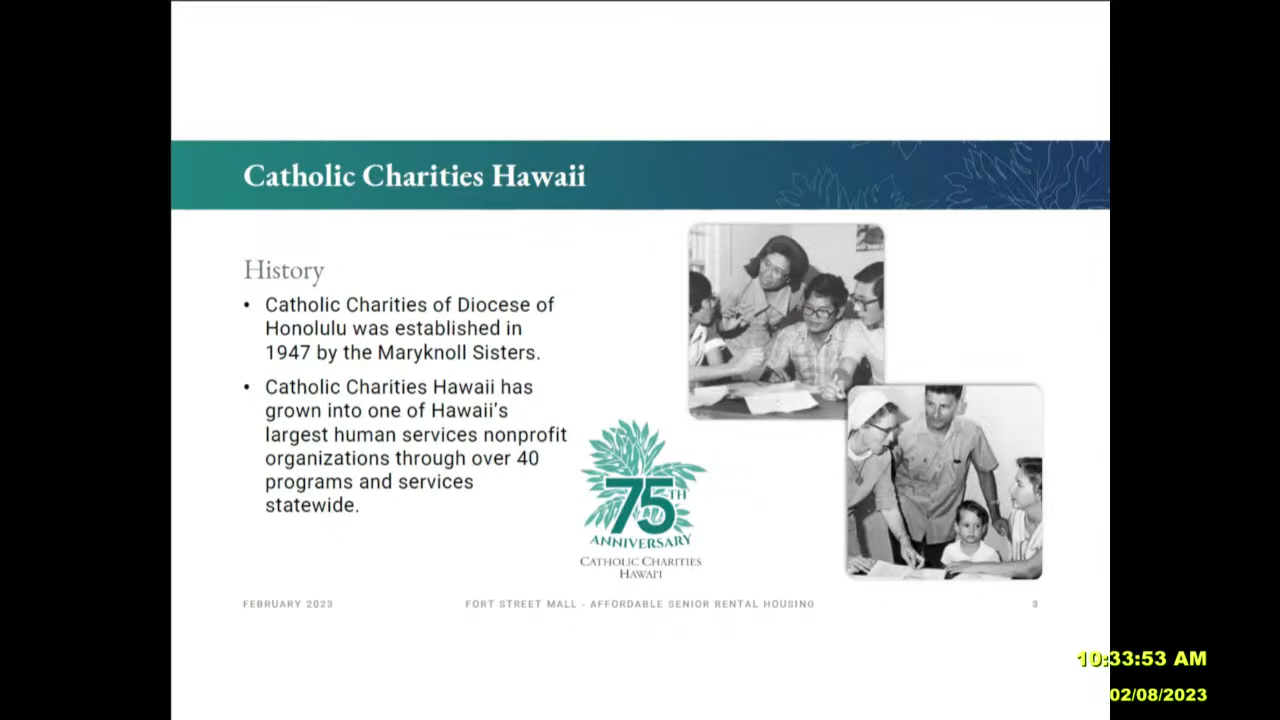 Catholic Charities Hawaii
History
• Catholic Charities of Diocese of
Honolulu was established in
1947 by the Maryknoll Sisters.
• Catholic Charities Hawaii has
grown into one of Hawaii's
largest human services nonprofit
organizations through over 40
programs and services
statewide.
75TH
ANNIVERSARY
CATHOLIC CHARITIES
HAWAI‘I
FEBRUARY 2023
FORT STREET MALL - AFFORDABLE SENIOR RENTAL HOUSING
3
10:33:53 AM
02/08/2023